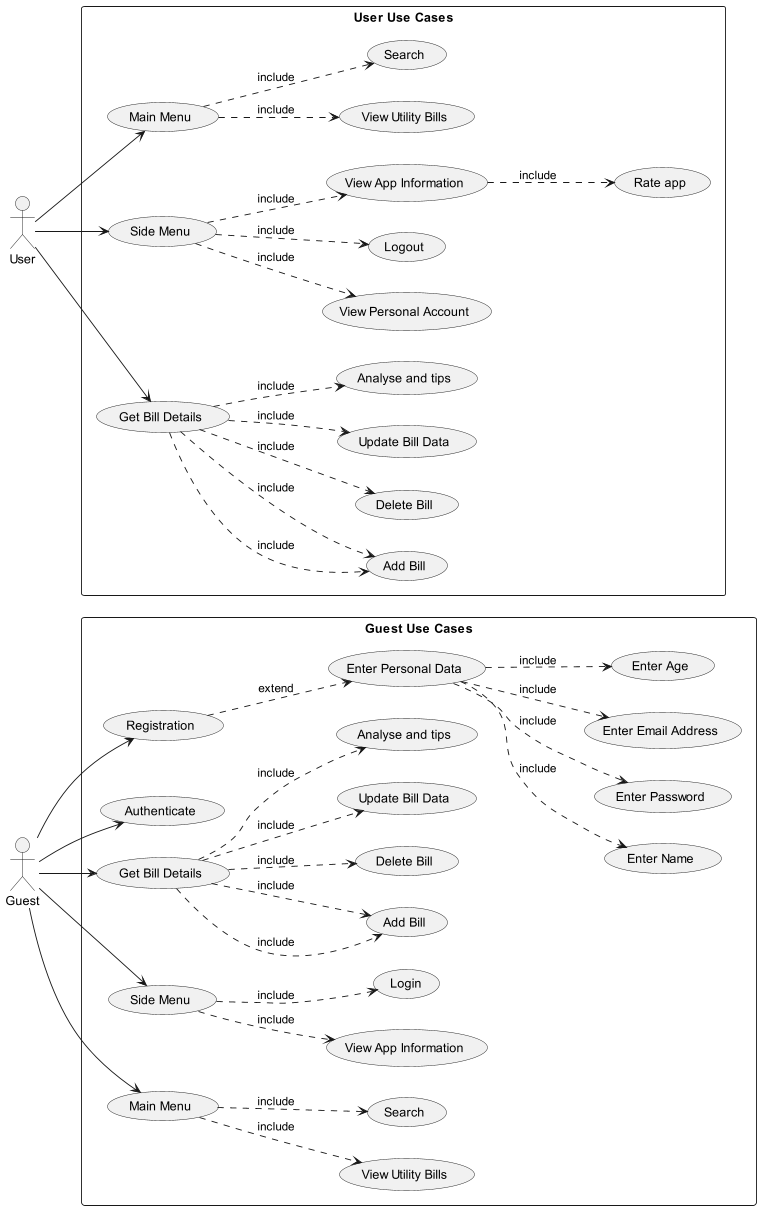 User Use Cases
Search
include
Main Menu
include
View Utility Bills
View App Information
include
Rate app
include
Side Menu
include
Logout
User
include
View Personal Account
Analyse and tips
include
Get Bill Details
include
Update Bill Data
include
Delete Bill
include
include
Add Bill
Guest Use Cases
Enter Personal Data
include
Enter Age
extend
include
Registration
include
Enter Email Address
Analyse and tips
include
include
Enter Password
Authenticate
include
Update Bill Data
Enter Name
Get Bill Details
include
Delete Bill
Guest
include
Add Bill
include
Login
Side Menu
include
include
View App Information
Main Menu
include
Search
include
View Utility Bills